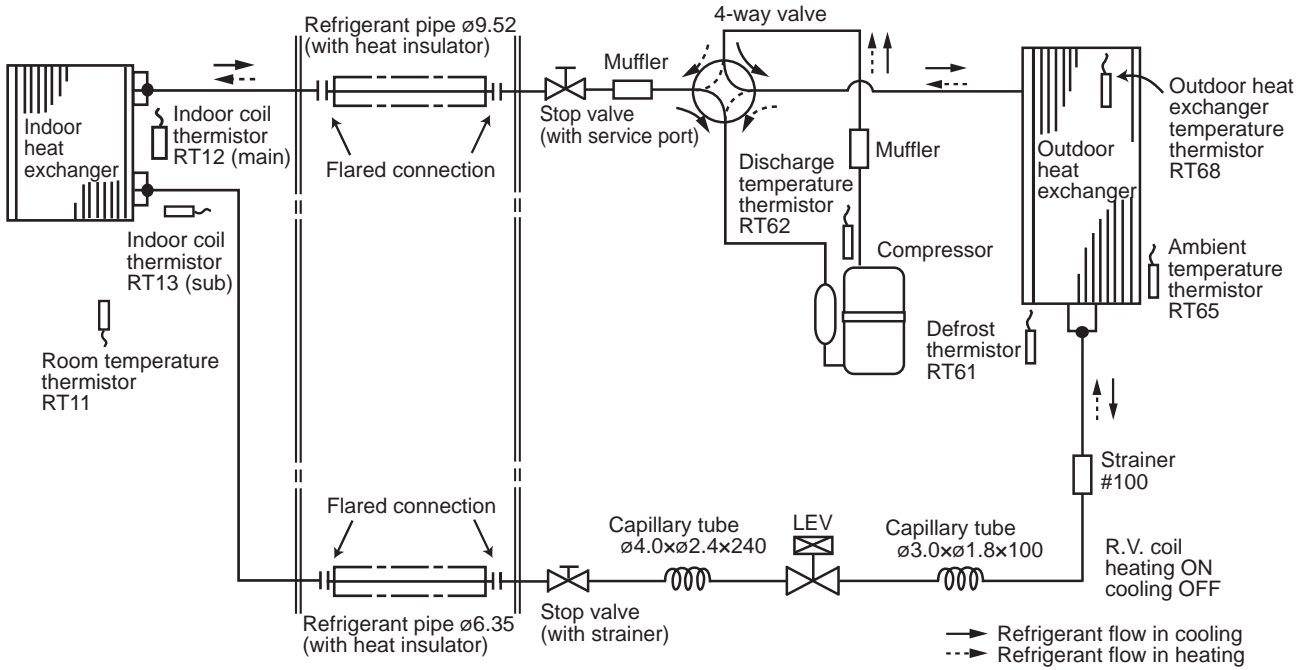 Refrigerant pipe ø9.52
(with heat insulator)
4-way valve
Muffler
Stop valve
(with service port)
Indoor
heat
exchanger
Indoor coil
thermistor
RT12 (main)
Flared connection
Indoor coil
thermistor
RT13 (sub)
Room temperature
thermistor
RT11
Discharge
temperature
thermistor
RT62
Muffler
Compressor
Outdoor
heat
exchanger
Outdoor heat
exchanger
temperature
thermistor
RT68
Ambient
temperature
thermistor
RT65
Defrost
thermistor
RT61
Strainer
#100
Flared connection
Refrigerant pipe ø6.35
(with heat insulator)
Stop valve
(with strainer)
Capillary tube
ø4.0×ø2.4×240
LEV
Capillary tube
ø3.0×ø1.8×100
R.V. coil
heating ON
cooling OFF
Refrigerant flow in cooling
Refrigerant flow in heating